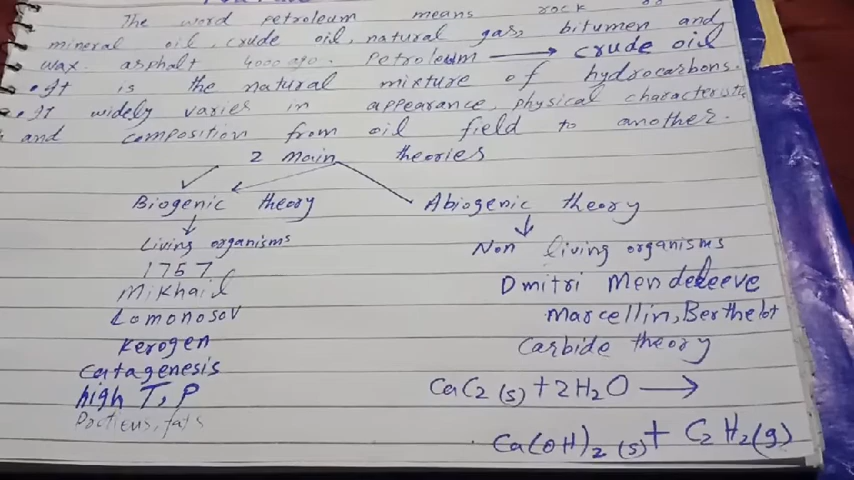 The word petroleum means rock
mineral oil, crude oil, natural gas, bitumen and
wax. asphalt 4000 ago. Petroleum → crude oil
• It is the natural mixture of hydrocarbons.
• It widely varies in appearance, physical characteristic
and composition from oil field to another.
2 main theories
Biogenic theory
Living organisms
1757
Mikhail
Lomonosov
Kerogen
Catagenesis
high T, P
fats
Abiogenic theory
Non living organisms
Dmitri Mendeleeve
Marcellin, Berthelot
Carbide theory
CaC2 (s) + 2H2O →
Ca(OH)2 (s) + C2H2(g)